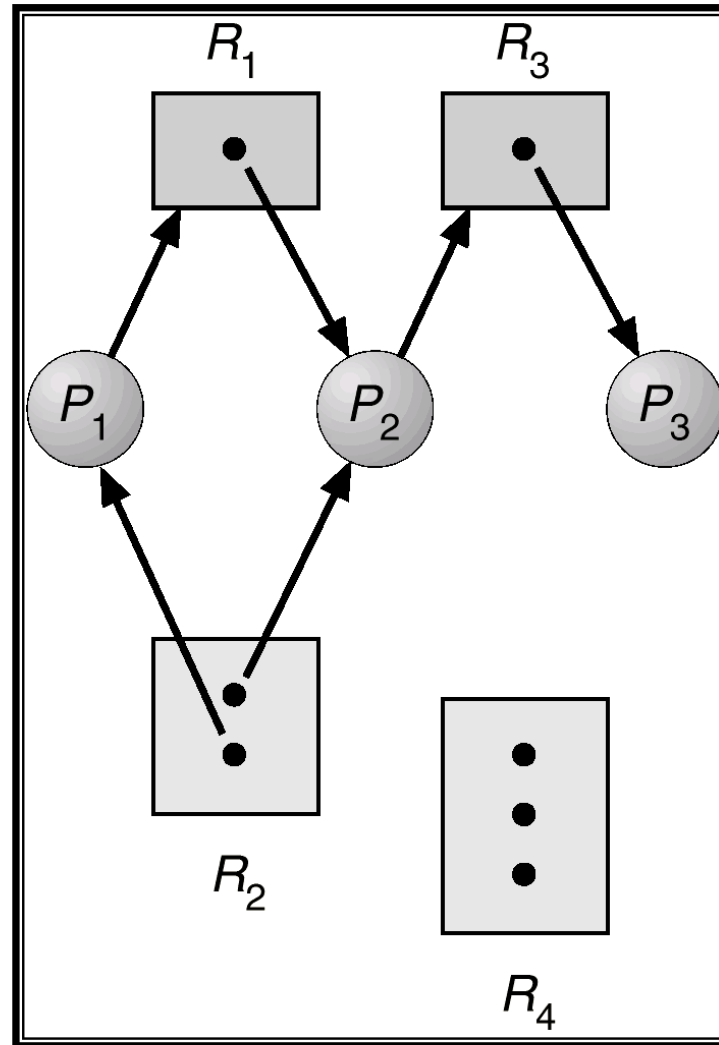 R₁ R₃
P₁ P₂ P₃
R₂
R₄